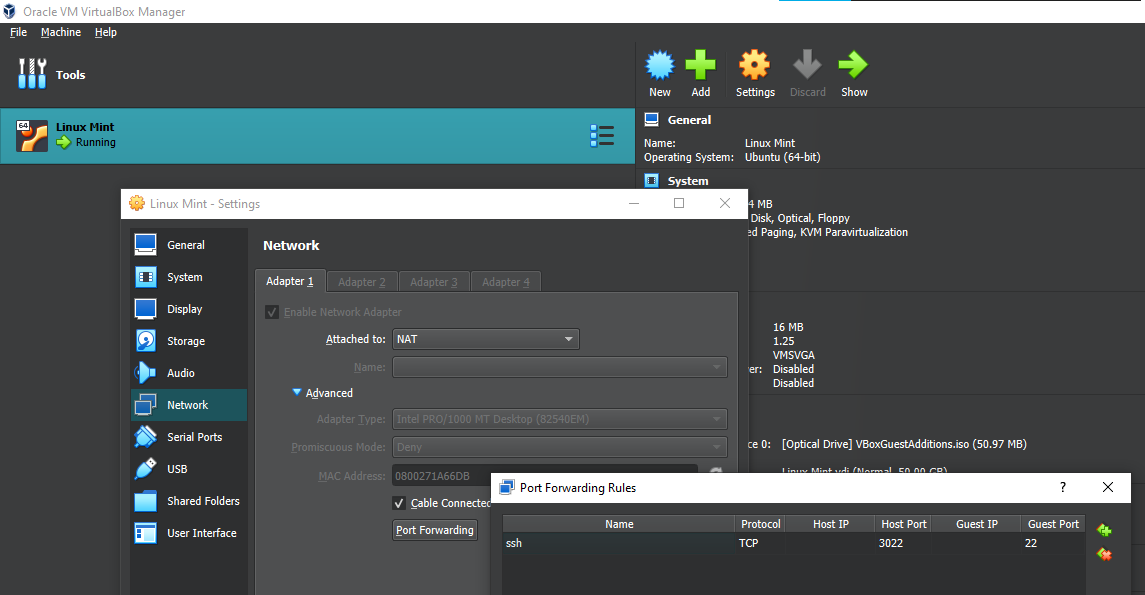 Oracle VM VirtualBox Manager
File Machine Help
Tools
New Add Settings Discard Show
64
Linux Mint
Running
General
Name: Linux Mint
Operating System: Ubuntu (64-bit)
System
4 MB
Disk, Optical, Floppy
ed Paging, KVM Paravirtualization
16 MB
1.25
VMSVGA
er: Disabled
Disabled
ce 0: [Optical Drive] VBoxGuestAdditions.iso (50.97 MB)
Linux Mint.vdi (Normal, 50.00 GB)
Linux Mint - Settings
General
System
Display
Storage
Audio
Network
Serial Ports
USB
Shared Folders
User Interface
Network
Adapter 1 Adapter 2 Adapter 3 Adapter 4
Enable Network Adapter
Attached to: NAT
Name:
Advanced
Adapter Type: Intel PRO/1000 MT Desktop (82540EM)
Promiscuous Mode: Deny
MAC Address: 0800271A66DB
Cable Connected
Port Forwarding
Port Forwarding Rules ?
Name Protocol Host IP Host Port Guest IP Guest Port
ssh TCP 3022 22